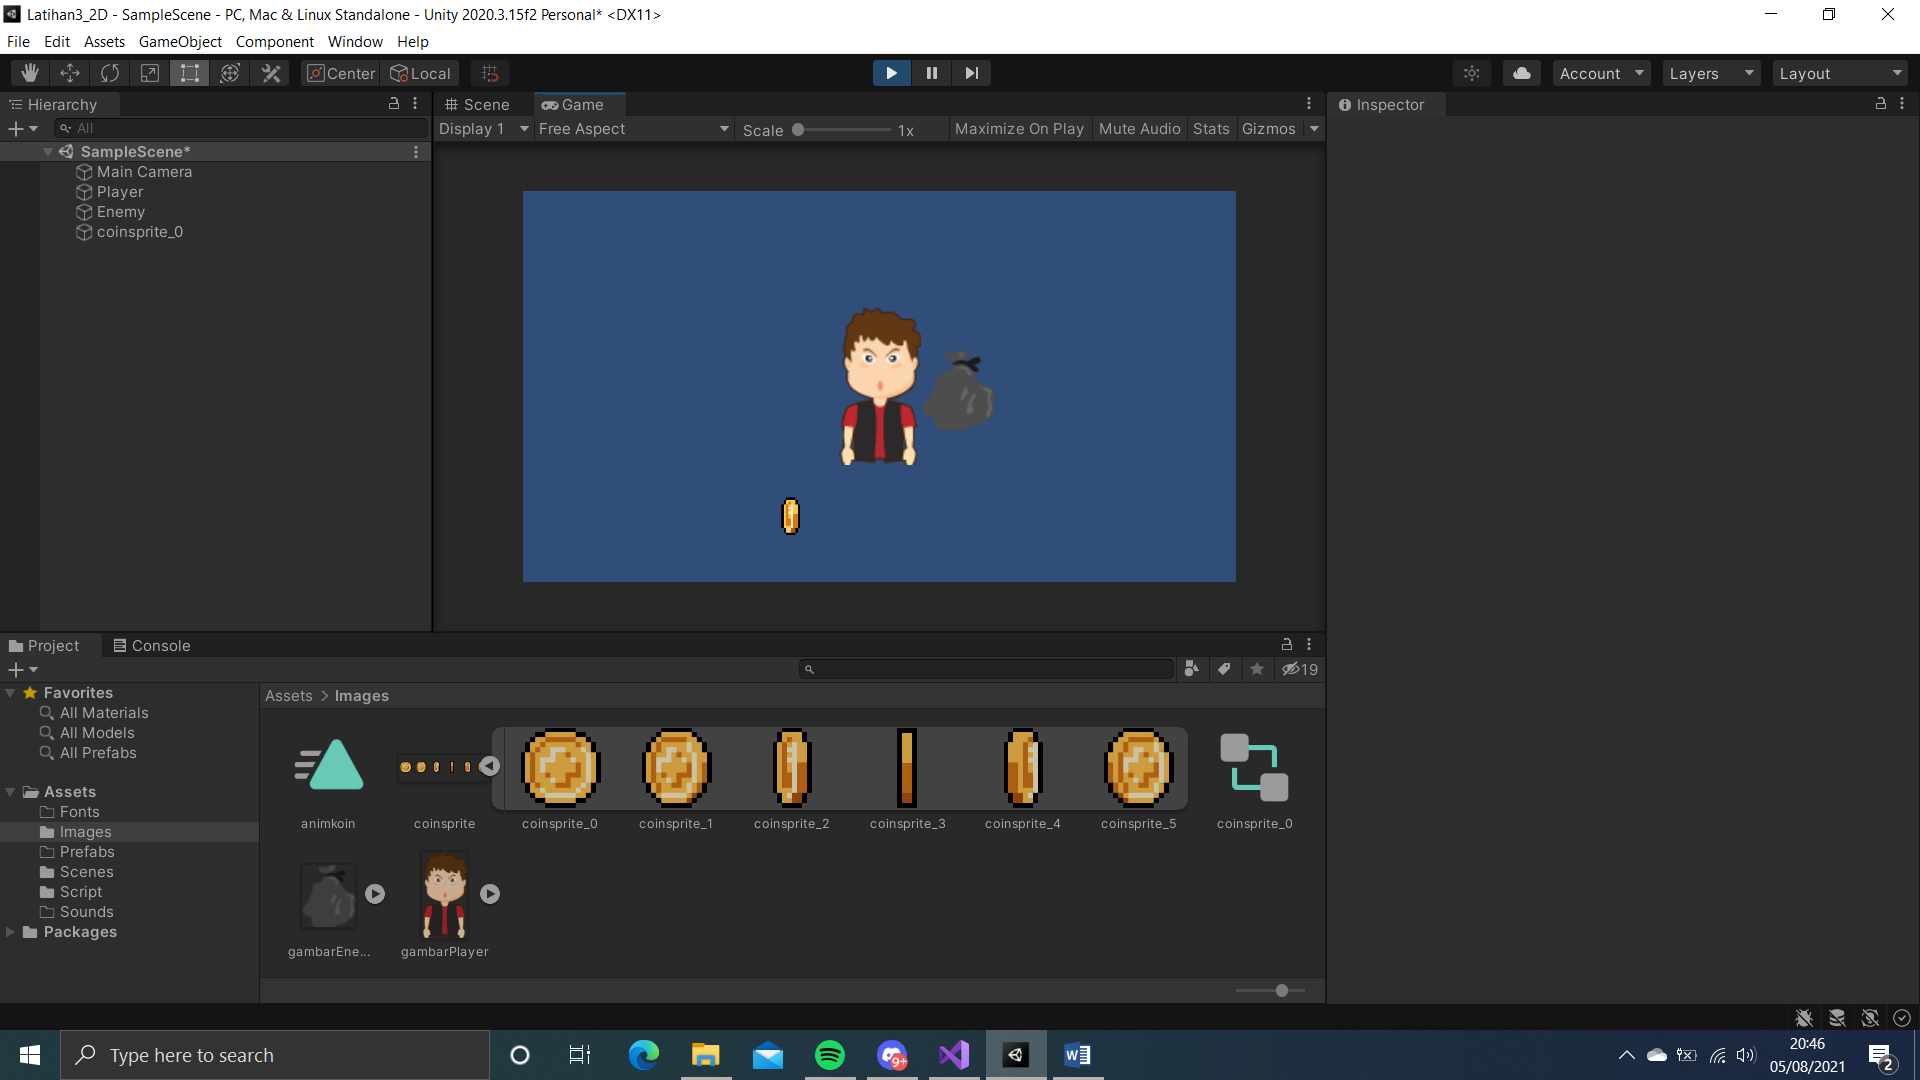 Latihan3_2D - SampleScene - PC, Mac & Linux Standalone - Unity 2020.3.15f2 Personal* <DX11>
File Edit Assets GameObject Component Window Help
Center Local Account Layers Layout
Hierarchy Scene Game Inspector
All Display 1 Free Aspect Scale 1x Maximize On Play Mute Audio Stats Gizmos
SampleScene*
Main Camera
Player
Enemy
coinsprite_0
Project Console
19
Favorites
All Materials
All Models
All Prefabs
Assets
Fonts
Images
Prefabs
Scenes
Script
Sounds
Packages
Assets > Images
animkoin coinsprite coinsprite_0 coinsprite_1 coinsprite_2 coinsprite_3 coinsprite_4 coinsprite_5 coinsprite_0
gambarEne... gambarPlayer
Type here to search
9+
20:46
05/08/2021
2